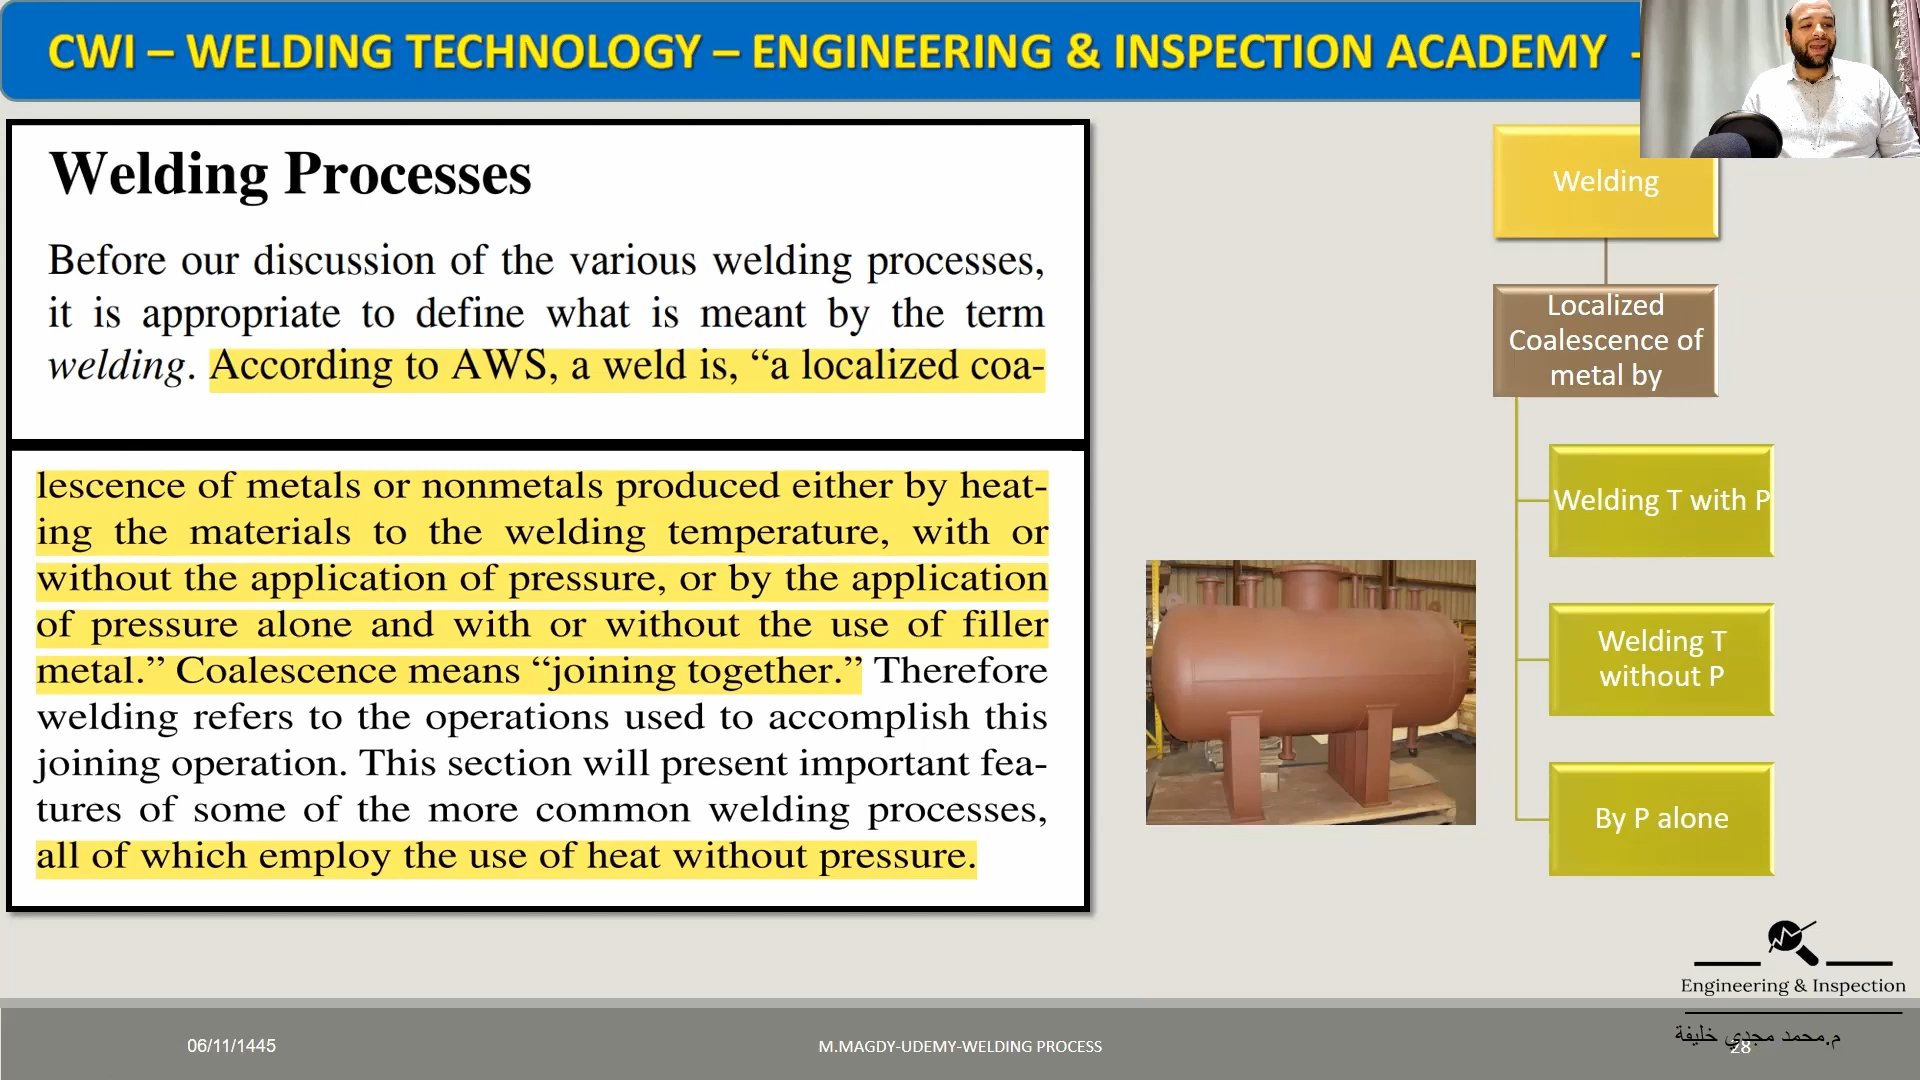 CWI – WELDING TECHNOLOGY – ENGINEERING & INSPECTION ACADEMY -
Welding Processes
Before our discussion of the various welding processes,
it is appropriate to define what is meant by the term
welding. According to AWS, a weld is, “a localized coa-
lescence of metals or nonmetals produced either by heat-
ing the materials to the welding temperature, with or
without the application of pressure, or by the application
of pressure alone and with or without the use of filler
metal.” Coalescence means “joining together.” Therefore
welding refers to the operations used to accomplish this
joining operation. This section will present important fea-
tures of some of the more common welding processes,
all of which employ the use of heat without pressure.
Welding
Localized
Coalescence of
metal by
Welding T with P
Welding T
without P
By P alone
Engineering & Inspection
م.محمد مجدي خليفة
06/11/1445
M.MAGDY-UDEMY-WELDING PROCESS
28